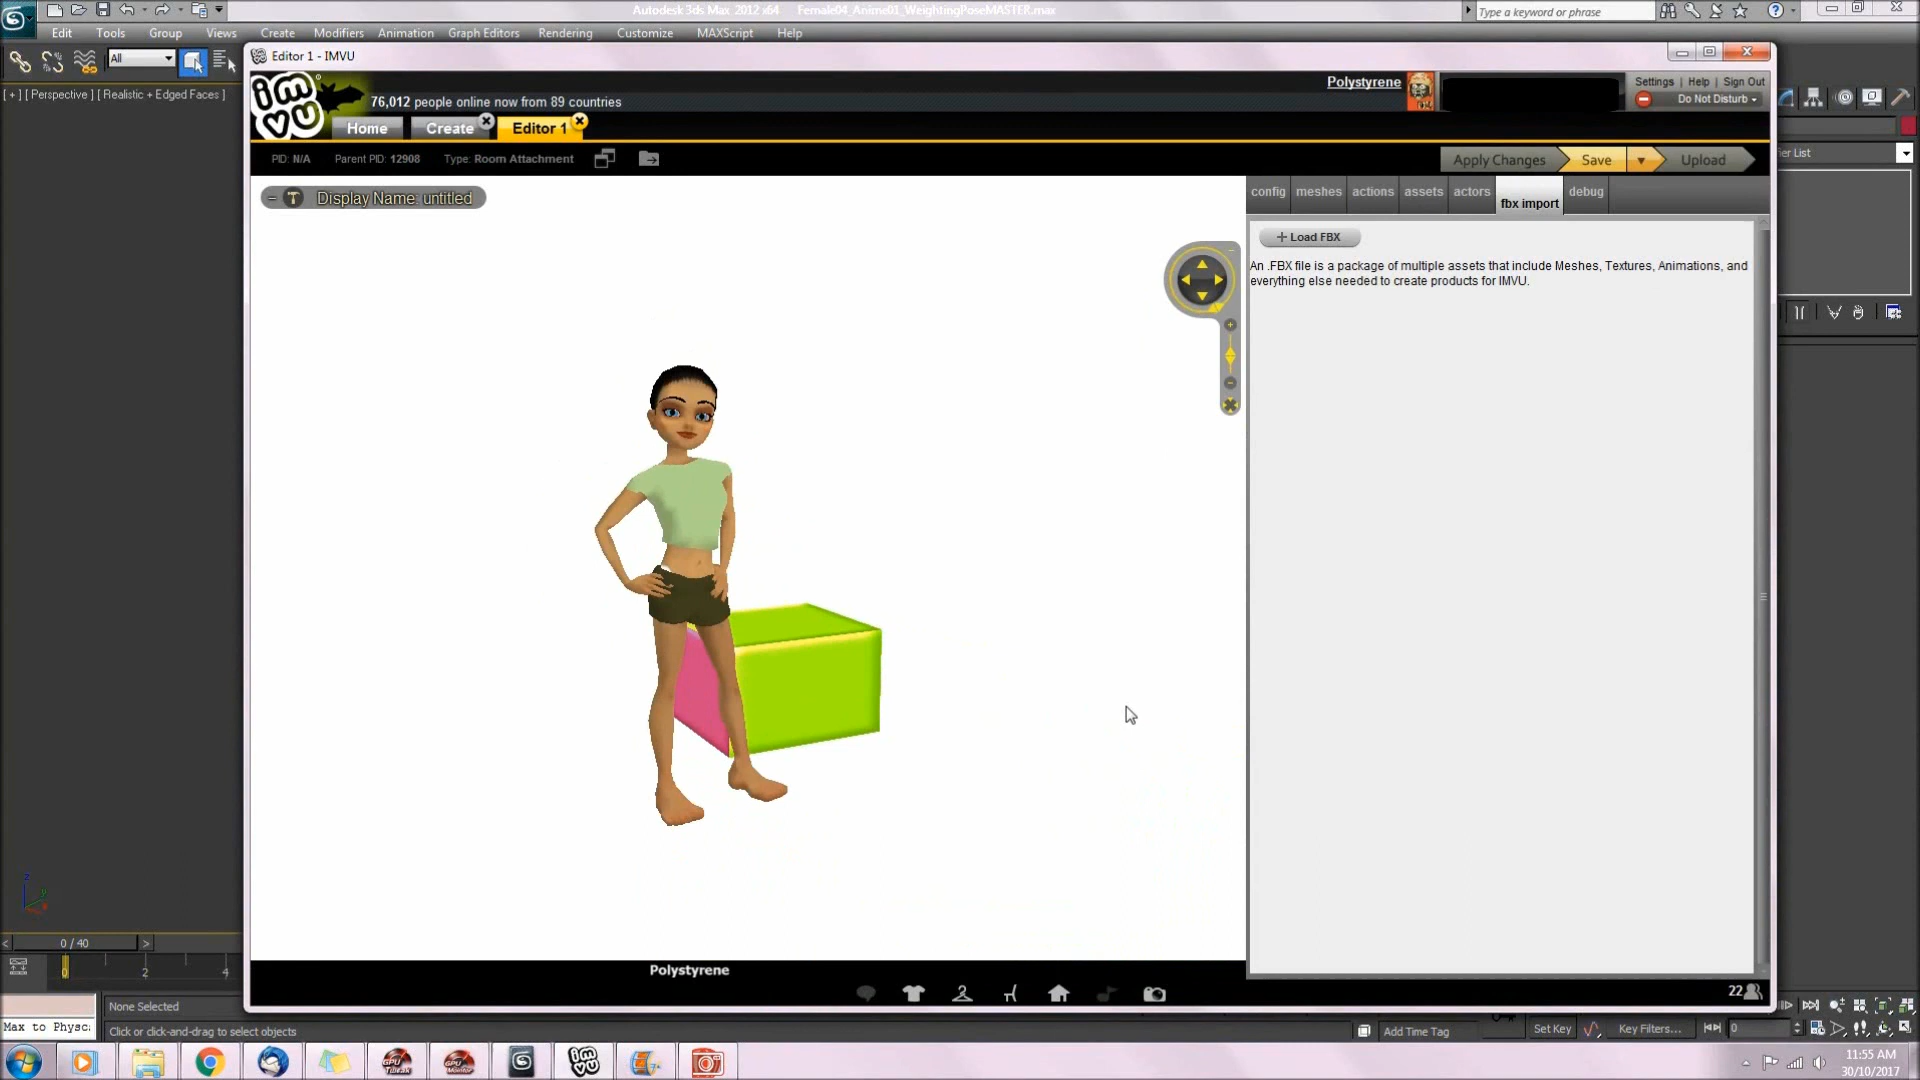 Autodesk 3ds Max 2012 x64 Female04_Anime01_WeightingPoseMASTER.max
Type a keyword or phrase
Edit Tools Group Views Create Modifiers Animation Graph Editors Rendering Customize MAXScript Help
All
Editor 1 - IMVU
[ + ] [ Perspective ] [ Realistic + Edged Faces ]
imvu
76,012 people online now from 89 countries
Polystyrene
Settings | Help | Sign Out
Do Not Disturb
Home Create Editor 1
PID: N/A Parent PID: 12908 Type: Room Attachment
Apply Changes Save Upload
Display Name: untitled
config meshes actions assets actors fbx import debug
Load FBX
An .FBX file is a package of multiple assets that include Meshes, Textures, Animations, and
everything else needed to create products for IMVU.
0 / 40
0 2 4
Polystyrene
22
None Selected
Max to Physc:
Click or click-and-drag to select objects
Add Time Tag
Set Key Key Filters...
0
11:55 AM
30/10/2017